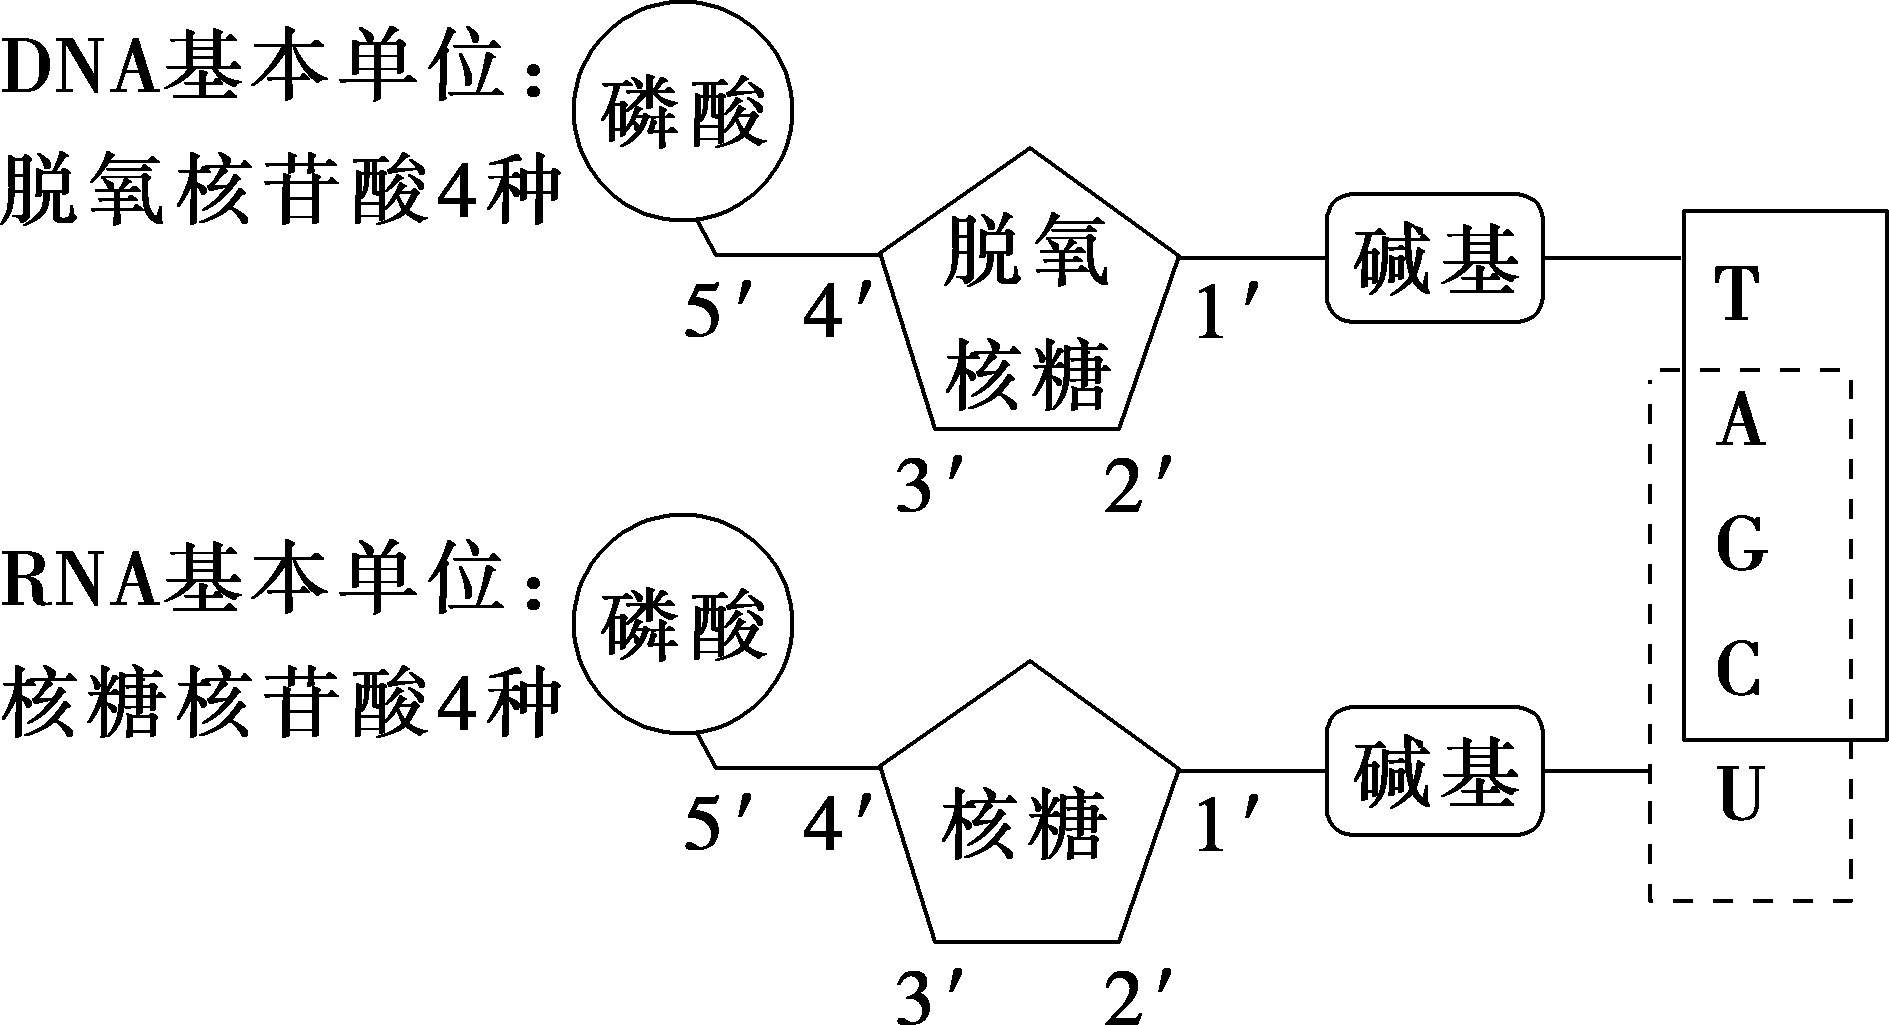 DNA基本单位：
脱氧核苷酸4种
磷酸
脱氧
核糖
5′ 4′ 1′
3′ 2′
碱基
T
A
G
C
U
RNA基本单位：
核糖核苷酸4种
磷酸
核糖
5′ 4′ 1′
3′ 2′
碱基